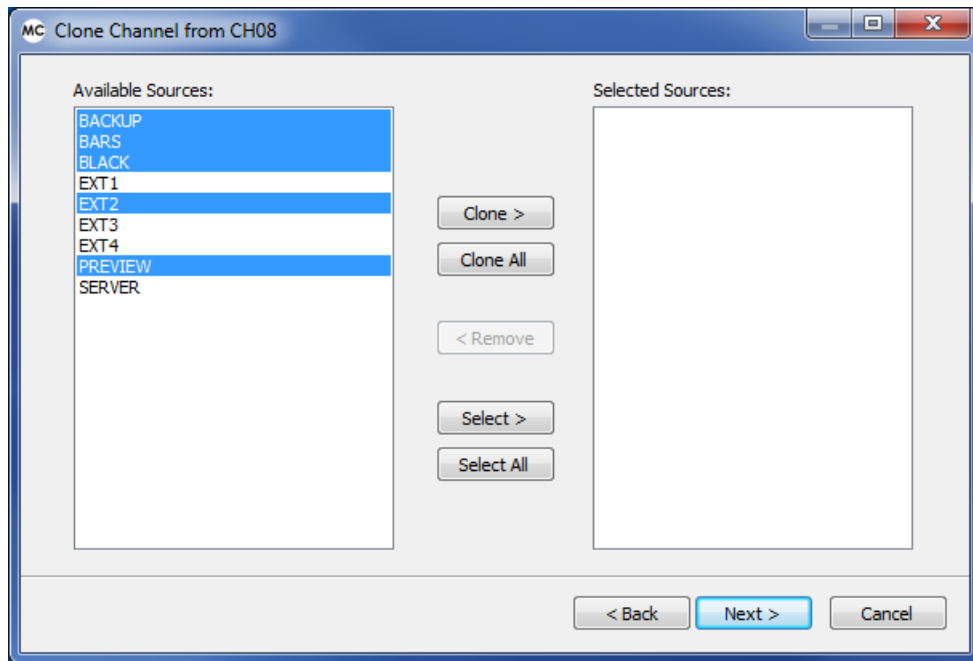 MC Clone Channel from CH08
Available Sources:
BACKUP
BARS
BLACK
EXT1
EXT2
EXT3
EXT4
PREVIEW
SERVER
Clone >
Clone All
< Remove
Select >
Select All
Selected Sources:
< Back
Next >
Cancel